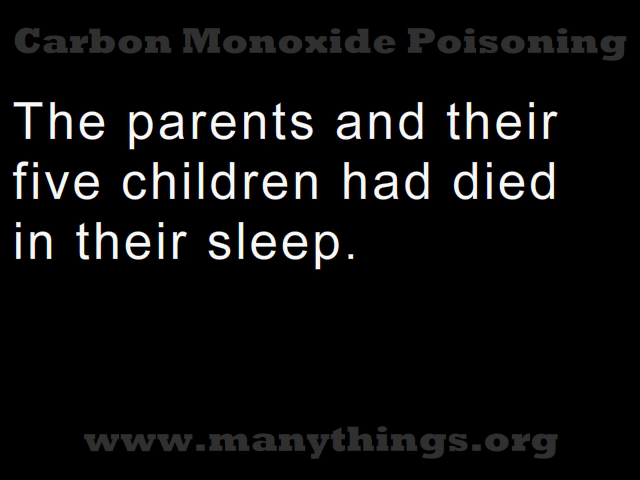 Carbon Monoxide Poisoning
The parents and their
five children had died
in their sleep.
www.manythings.org